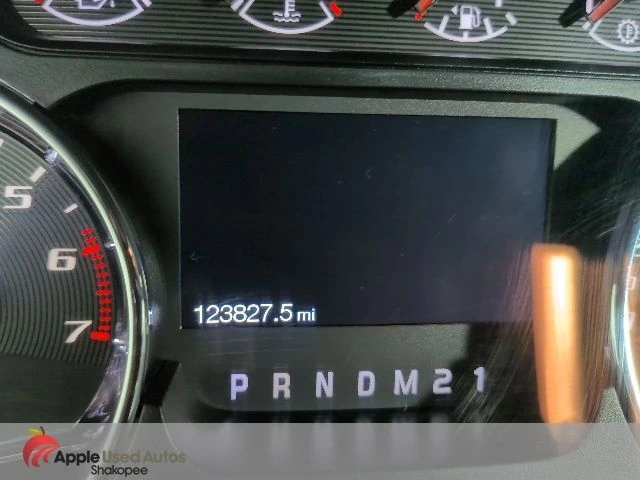 5
6
7
123827.5 mi
P R N D M 2 1
Apple Used Autos
Shakopee